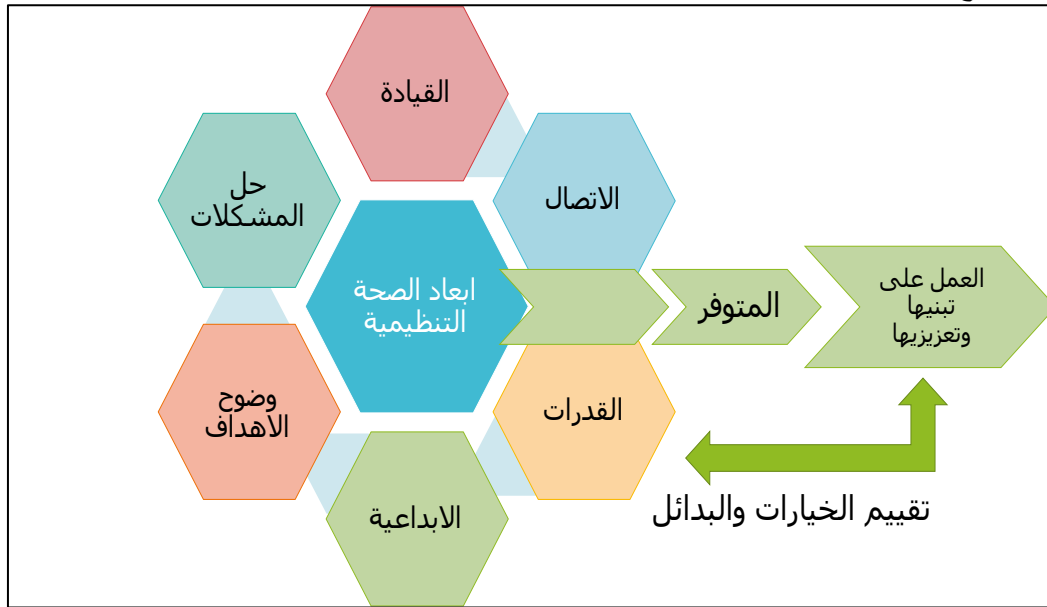 القيادة
الاتصال
حل
المشكلات
ابعاد الصحة
التنظيمية
المتوفر
العمل على
تبنيها
وتعزيزيها
وضوح
الاهداف
القدرات
الابداعية
تقييم الخيارات والبدائل